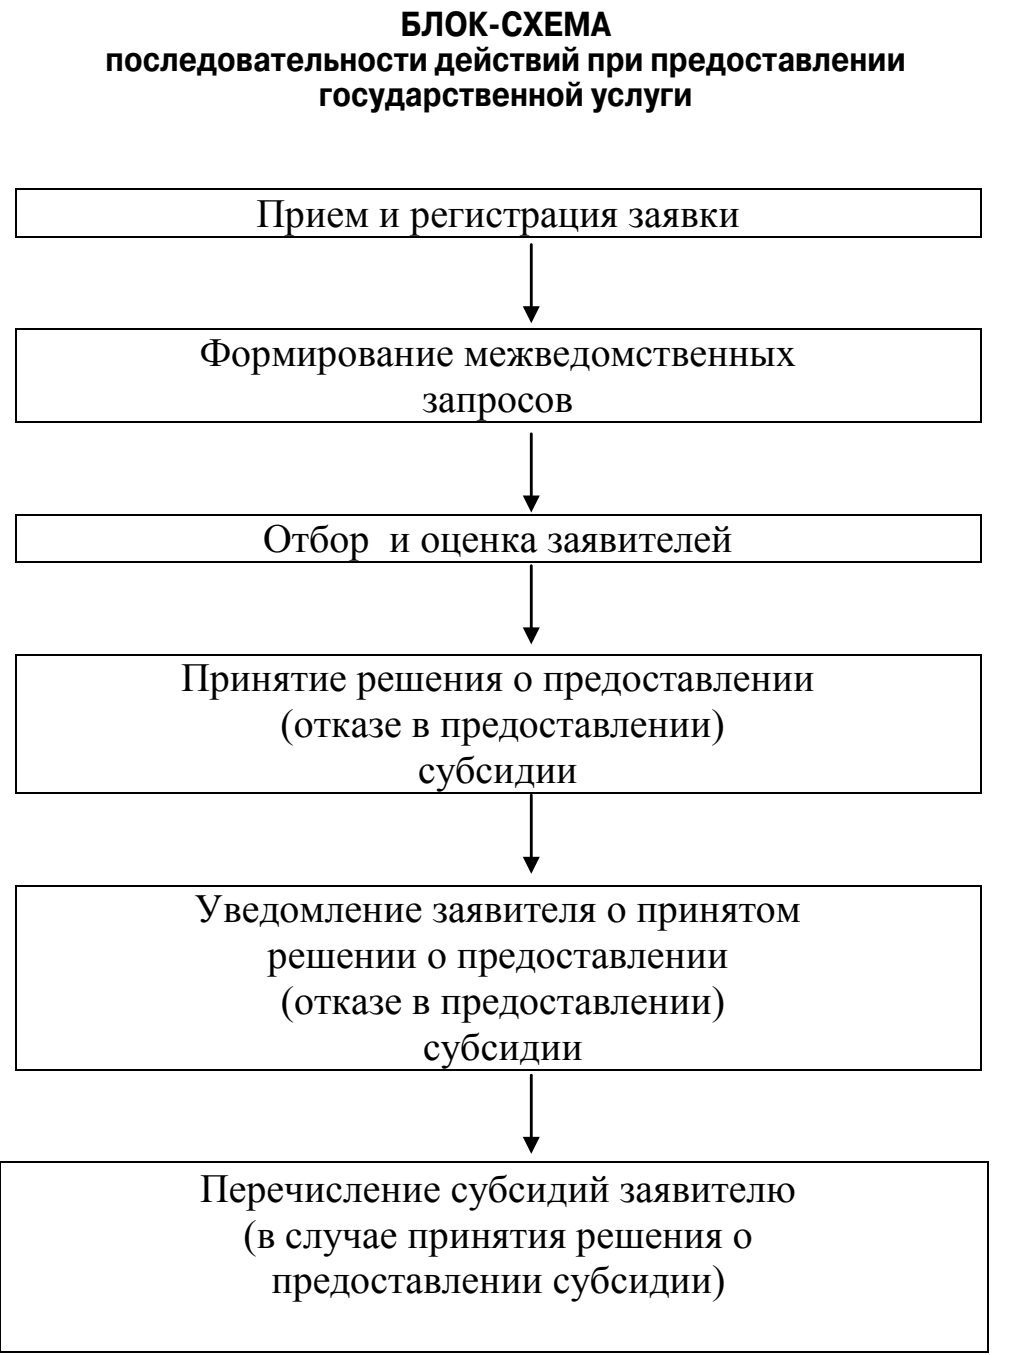 БЛОК-СХЕМА
последовательности действий при предоставлении
государственной услуги
Прием и регистрация заявки
Формирование межведомственных
запросов
Отбор  и оценка заявителей
Принятие решения о предоставлении
(отказе в предоставлении)
субсидии
Уведомление заявителя о принятом
решении о предоставлении
(отказе в предоставлении)
субсидии
Перечисление субсидий заявителю
(в случае принятия решения о
предоставлении субсидии)